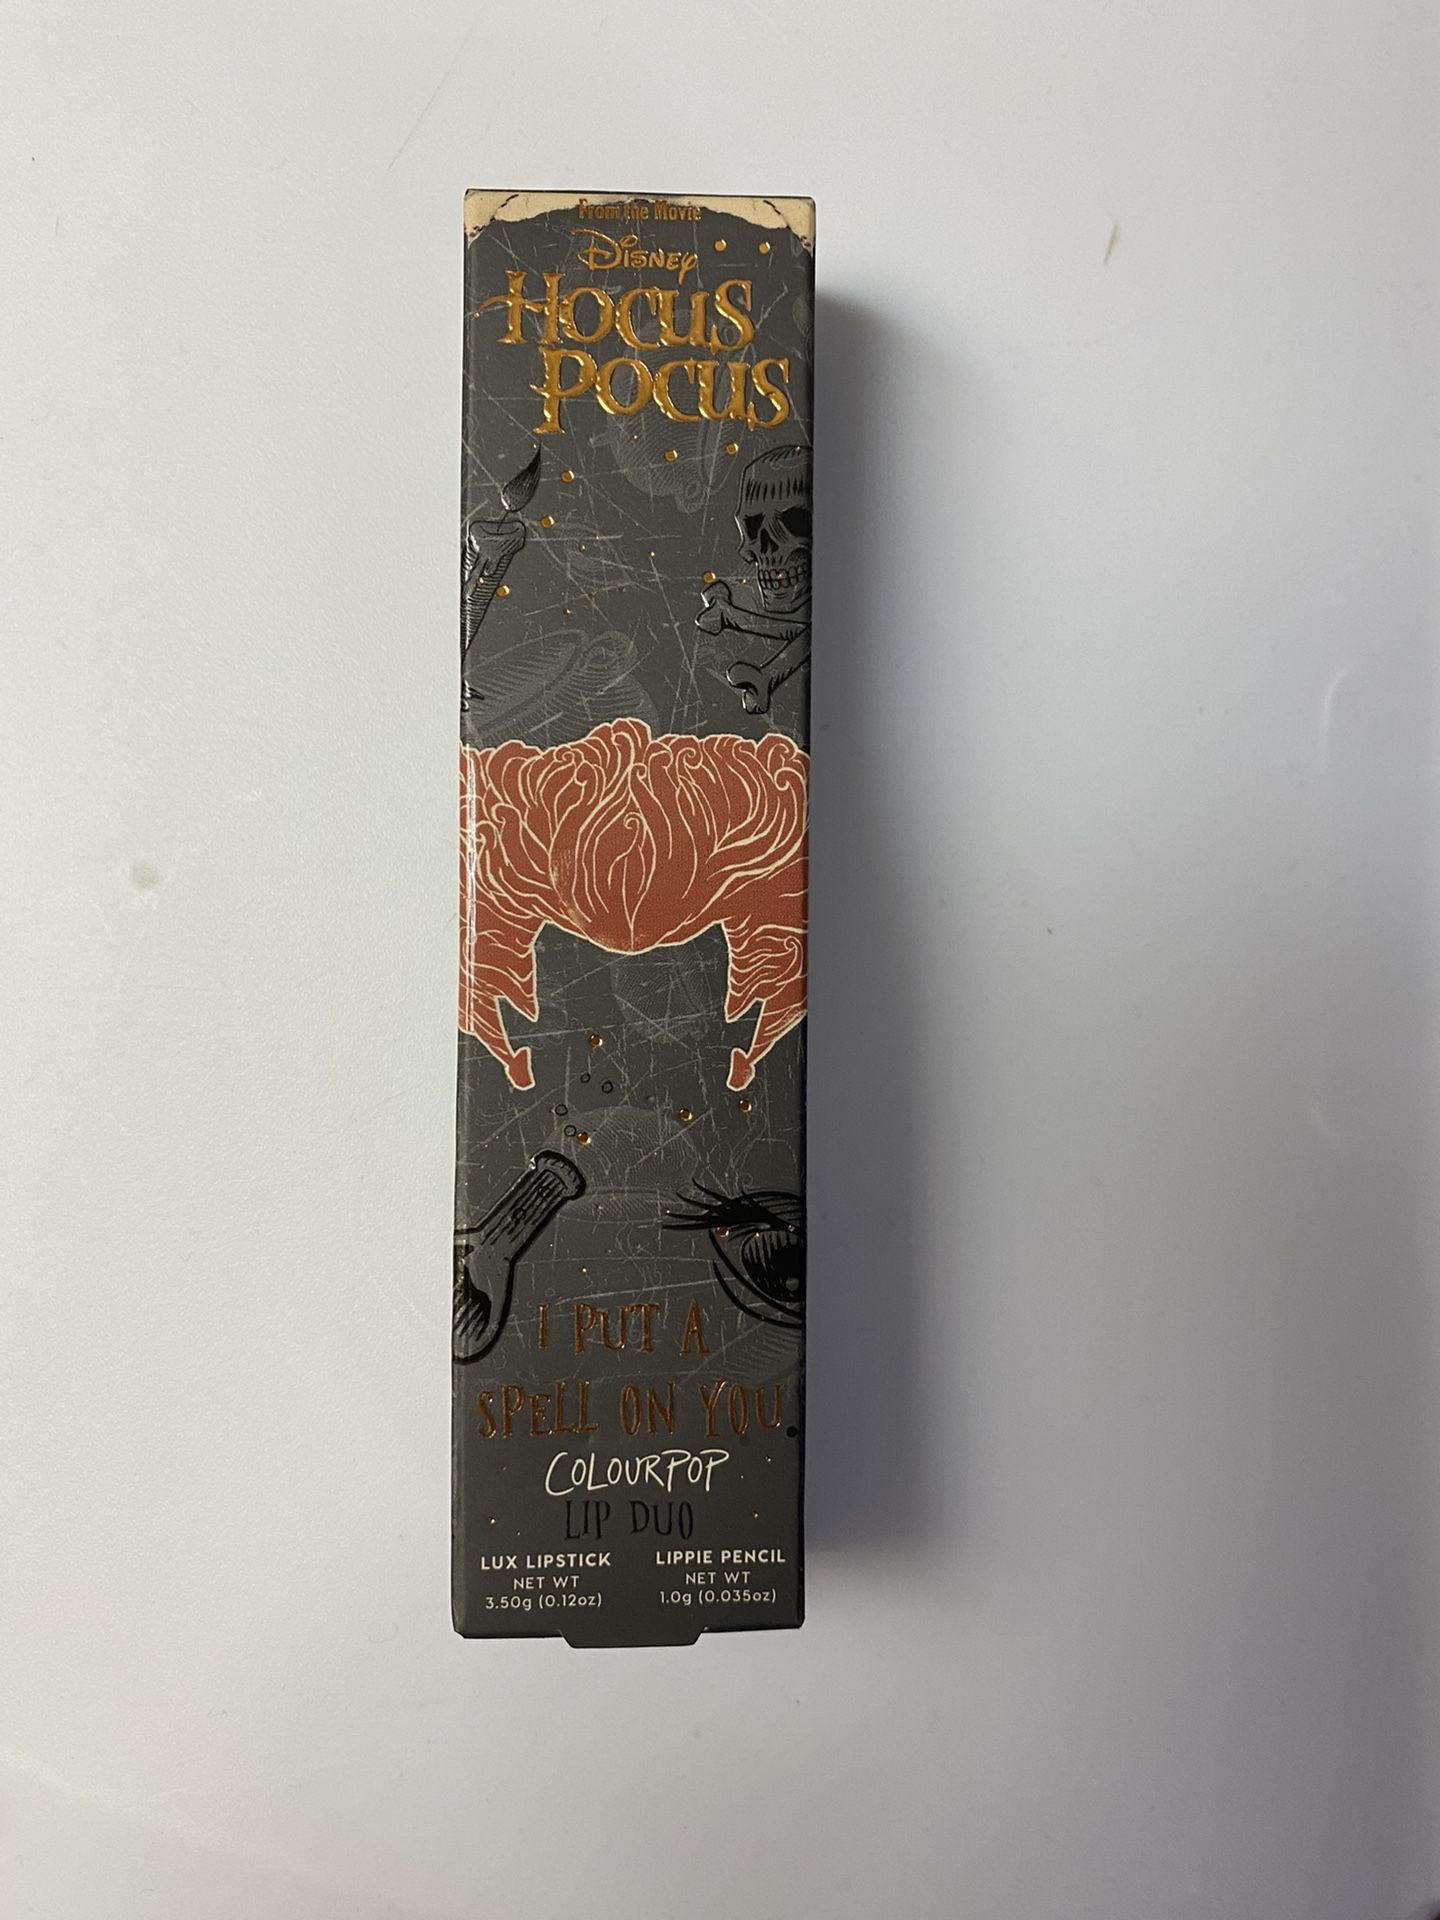 From the Movie
Disney
Hocus
Pocus
I PUT A
SPELL ON YOU
COLOURPOP
LIP DUO
LUX LIPSTICK
NET WT
3.50g (0.12oz)
LIPPIE PENCIL
NET WT
1.0g (0.035oz)